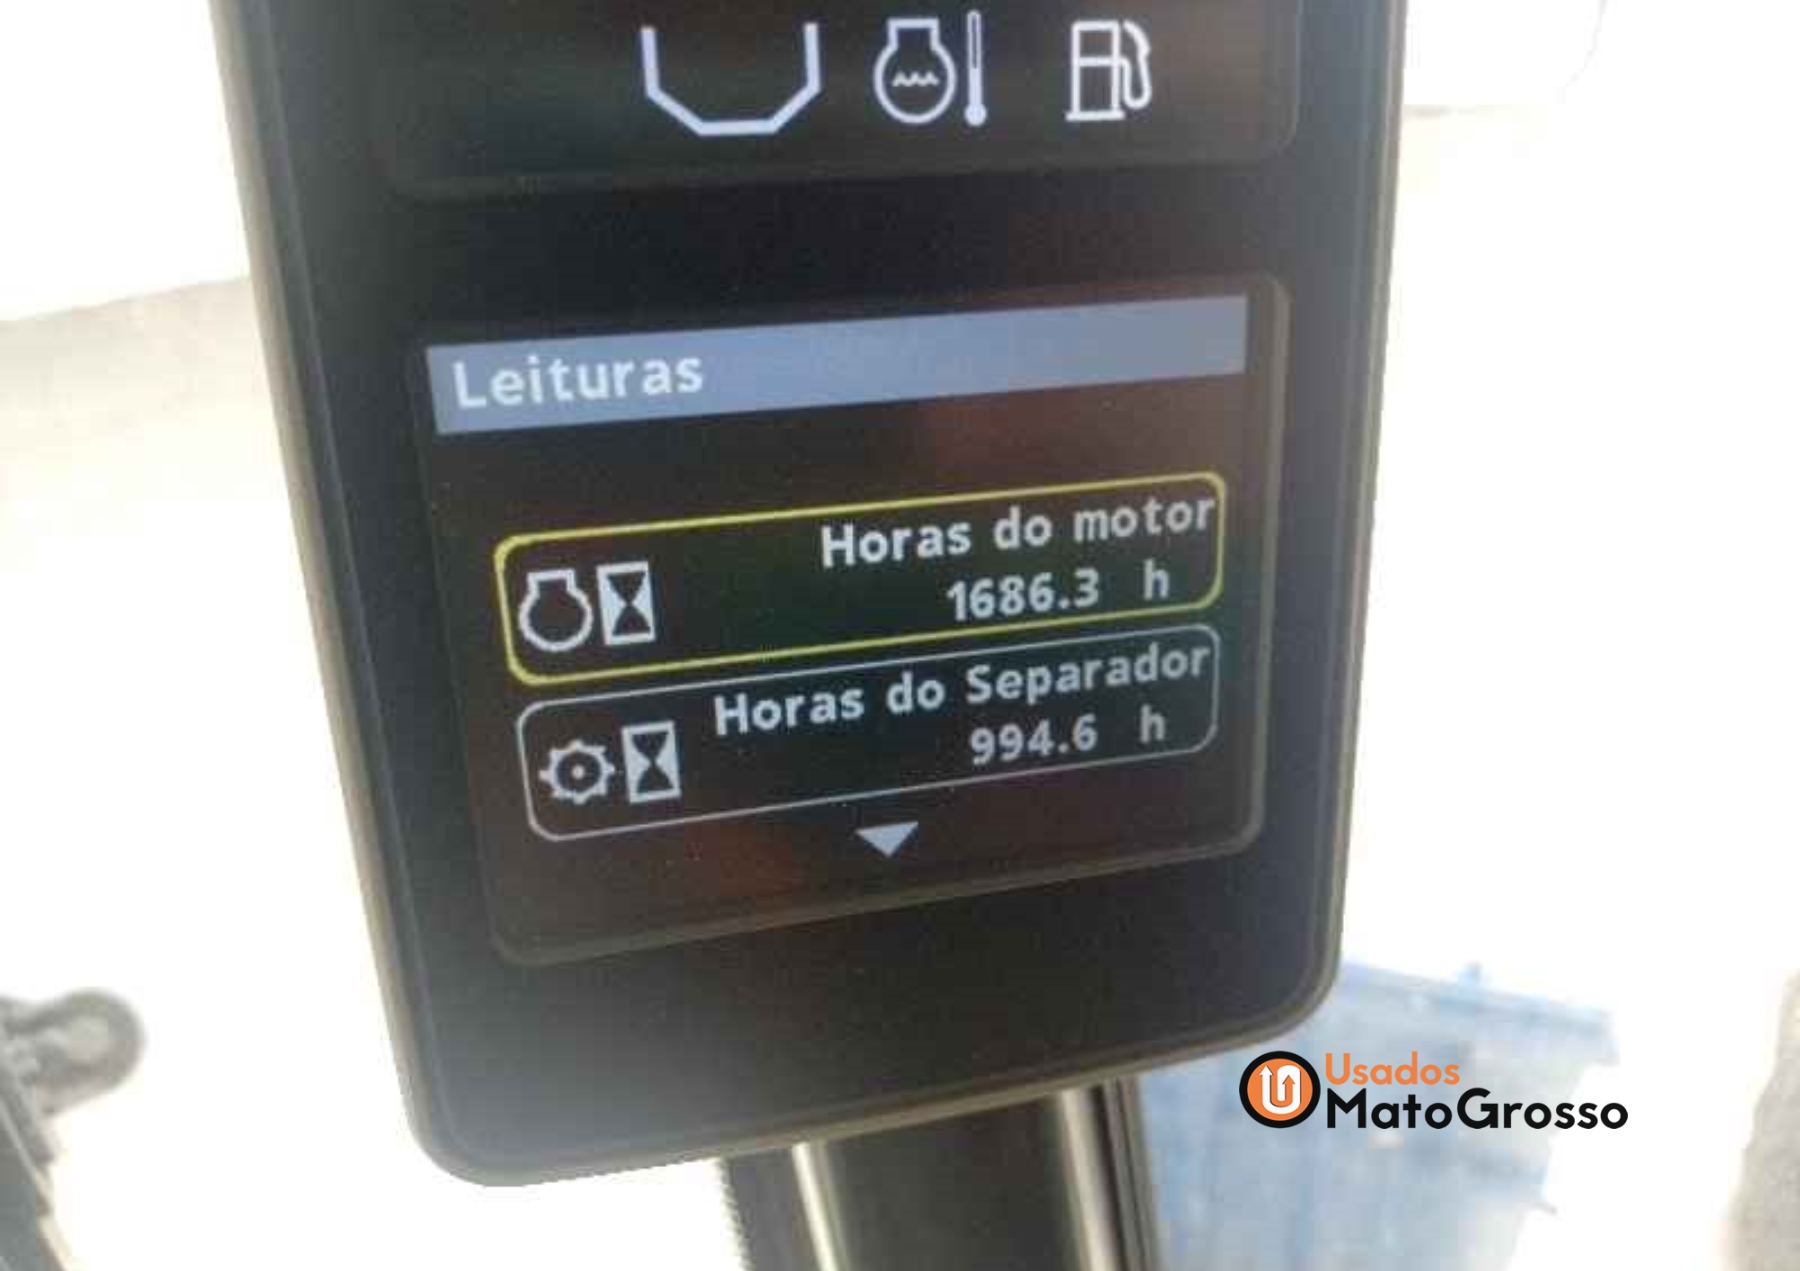 Leituras
Horas do motor
1686.3 h
Horas do Separador
994.6 h
Usados
MatoGrosso